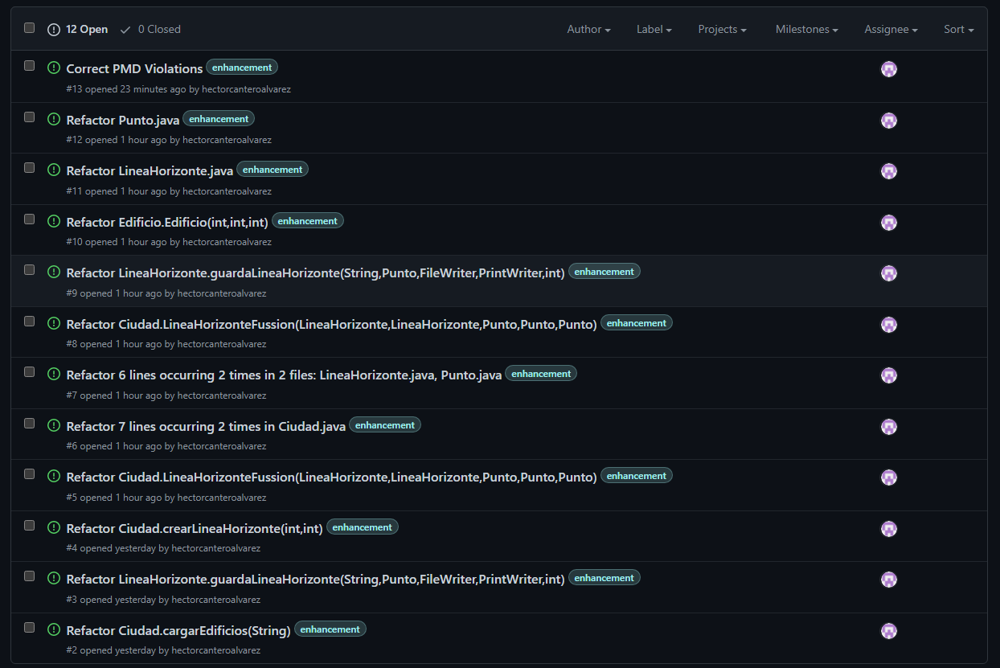 12 Open 0 Closed Author Label Projects Milestones Assignee Sort
Correct PMD Violations enhancement
#13 opened 23 minutes ago by hectorcanteroalvarez
Refactor Punto.java enhancement
#12 opened 1 hour ago by hectorcanteroalvarez
Refactor LineaHorizonte.java enhancement
#11 opened 1 hour ago by hectorcanteroalvarez
Refactor Edificio.Edificio(int,int,int) enhancement
#10 opened 1 hour ago by hectorcanteroalvarez
Refactor LineaHorizonte.guardaLineaHorizonte(String,Punto,FileWriter,PrintWriter,int) enhancement
#9 opened 1 hour ago by hectorcanteroalvarez
Refactor Ciudad.LineaHorizonteFussion(LineaHorizonte,LineaHorizonte,Punto,Punto,Punto) enhancement
#8 opened 1 hour ago by hectorcanteroalvarez
Refactor 6 lines occurring 2 times in 2 files: LineaHorizonte.java, Punto.java enhancement
#7 opened 1 hour ago by hectorcanteroalvarez
Refactor 7 lines occurring 2 times in Ciudad.java enhancement
#6 opened 1 hour ago by hectorcanteroalvarez
Refactor Ciudad.LineaHorizonteFussion(LineaHorizonte,LineaHorizonte,Punto,Punto,Punto) enhancement
#5 opened 1 hour ago by hectorcanteroalvarez
Refactor Ciudad.crearLineaHorizonte(int,int) enhancement
#4 opened yesterday by hectorcanteroalvarez
Refactor LineaHorizonte.guardaLineaHorizonte(String,Punto,FileWriter,PrintWriter,int) enhancement
#3 opened yesterday by hectorcanteroalvarez
Refactor Ciudad.cargarEdificios(String) enhancement
#2 opened yesterday by hectorcanteroalvarez